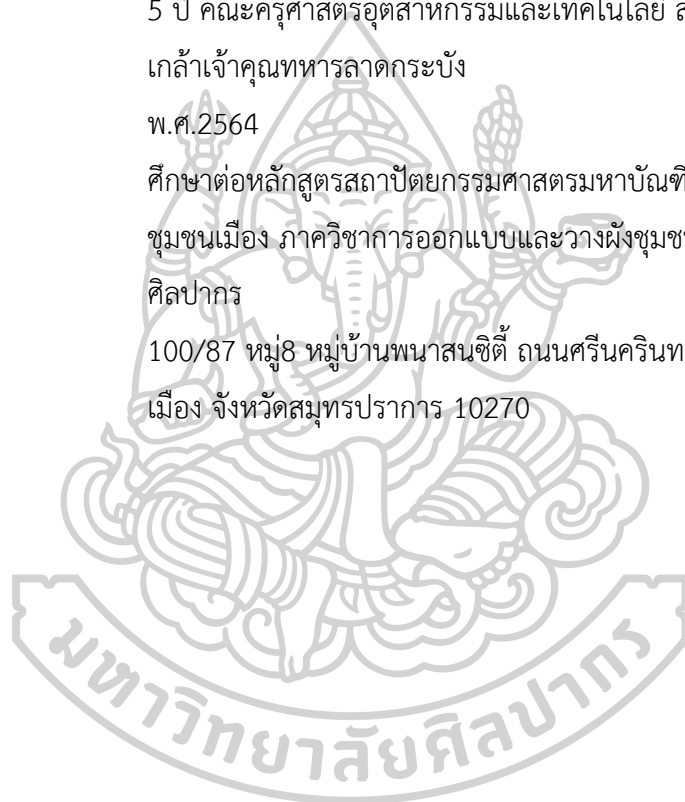 5 ปี คณะครุศาสตร์อุตสาหกรรมและเทคโนโลยี
เกล้าเจ้าคุณทหารลาดกระบัง
พ.ศ.2564
ศึกษาต่อหลักสูตรสถาปัตยกรรมศาสตรมหาบัณฑิ
ชุมชนเมือง ภาควิชาการออกแบบและวางผังชุมช
ศิลปากร
100/87 หมู่8 หมู่บ้านพนาสนซิตี้ ถนนศรีนครินท
เมือง จังหวัดสมุทรปราการ 10270
มหาวิทยาลัยศิลปากร